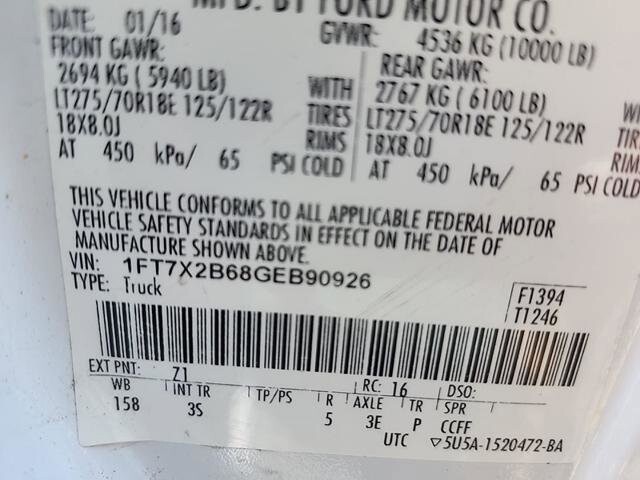 MFD. BY FORD MOTOR CO.
DATE: 01/16 GVWR: 4536 KG (10000 LB)
FRONT GAWR: REAR GAWR:
2694 KG ( 5940 LB) WITH 2767 KG ( 6100 LB) WI
LT275/70R18E 125/122R TIRES LT275/70R18E 125/122R TIRE
18X8.0J RIMS 18X8.0J RIMS
AT 450 kPa/ 65 PSI COLD AT 450 kPa/ 65 PSI COLD
THIS VEHICLE CONFORMS TO ALL APPLICABLE FEDERAL MOTOR
VEHICLE SAFETY STANDARDS IN EFFECT ON THE DATE OF
MANUFACTURE SHOWN ABOVE.
VIN: 1FT7X2B68GEB90926
TYPE: Truck F1394
T1246
EXT PNT: Z1 RC: 16 DSO:
WB INT TR TP/PS R AXLE TR SPR
158 3S 5 3E P CCFF
UTC ▽5U5A-1520472-BA